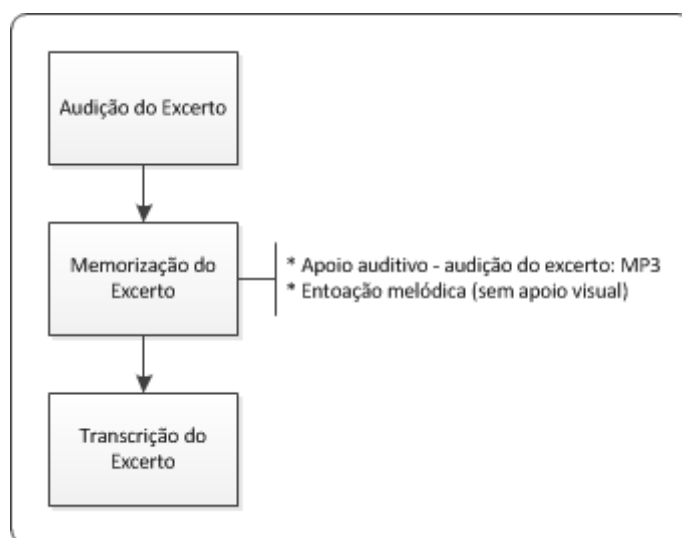 Audição do Excerto
Memorização do
Excerto
* Apoio auditivo - audição do excerto: MP3
* Entoação melódica (sem apoio visual)
Transcrição do
Excerto